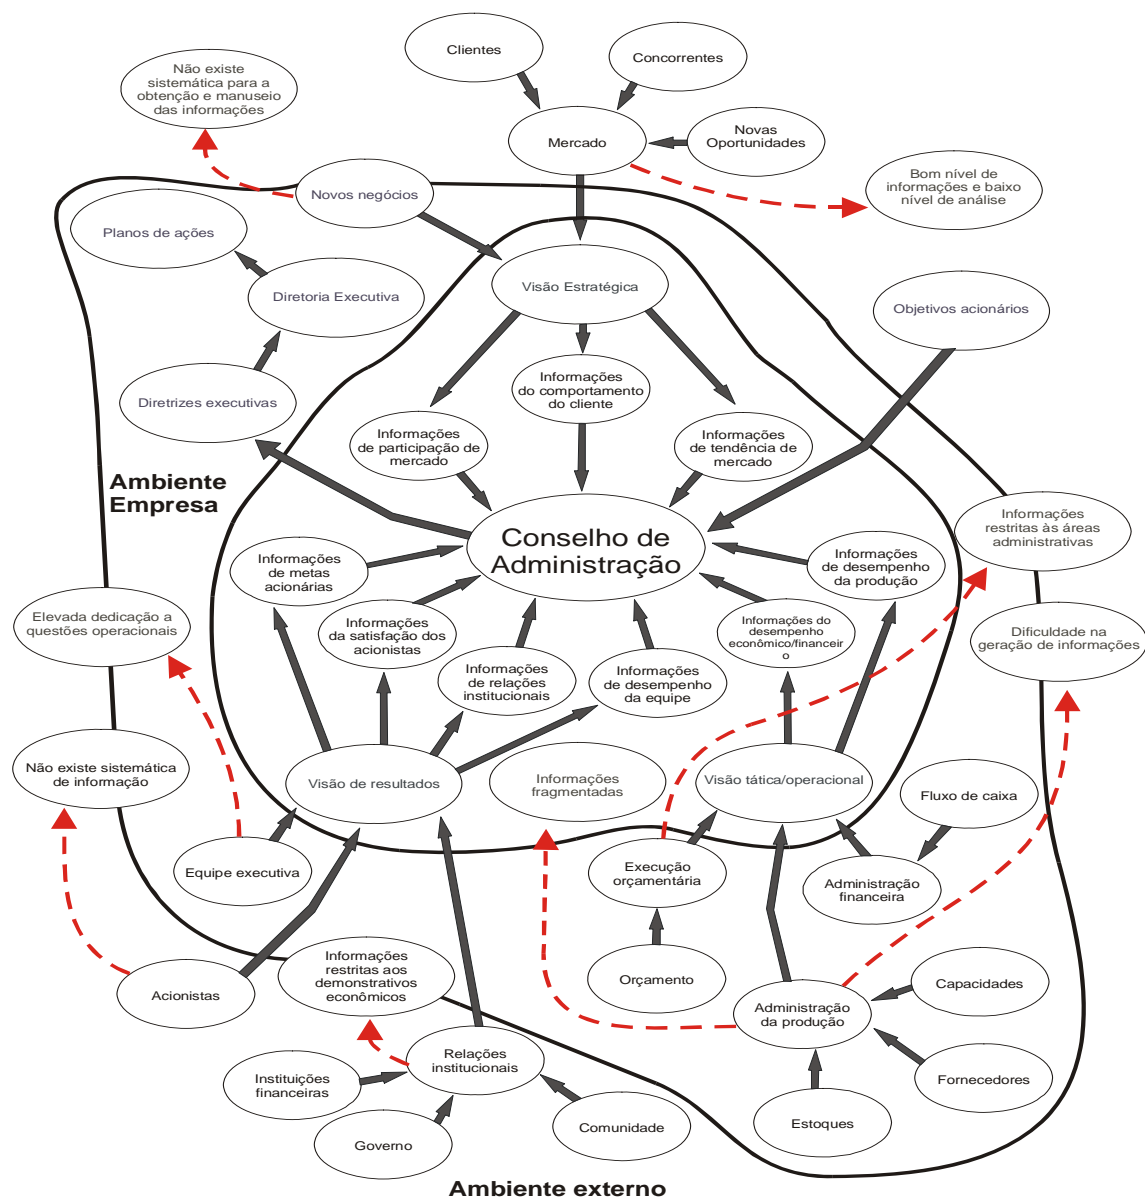 Clientes
Concorrentes
Não existe
sistemática para a
obtenção e manuseio
das informações
Mercado
Novas
Oportunidades
Bom nível de
informações e baixo
nível de análise
Novos negócios
Planos de ações
Visão Estratégica
Diretoria Executiva
Objetivos acionários
Informações
do comportamento
do cliente
Diretrizes executivas
Informações
de participação de
mercado
Informações
de tendência de
mercado
Ambiente
Empresa
Conselho de
Administração
Informações
restritas às áreas
administrativas
Informações
de metas
acionárias
Informações
de desempenho
da produção
Elevada dedicação a
questões operacionais
Informações
da satisfação dos
acionistas
Informações do
desempenho
econômico/financeir
o
Dificuldade na
geração de informações
Informações
de relações
institucionais
Informações
de desempenho
da equipe
Não existe sistemática
de informação
Visão de resultados
Informações
fragmentadas
Visão tática/operacional
Fluxo de caixa
Equipe executiva
Execução
orçamentária
Administração
financeira
Acionistas
Informações
restritas aos
demonstrativos
econômicos
Orçamento
Capacidades
Administração
da produção
Relações
institucionais
Instituições
financeiras
Fornecedores
Governo
Comunidade
Estoques
Ambiente externo